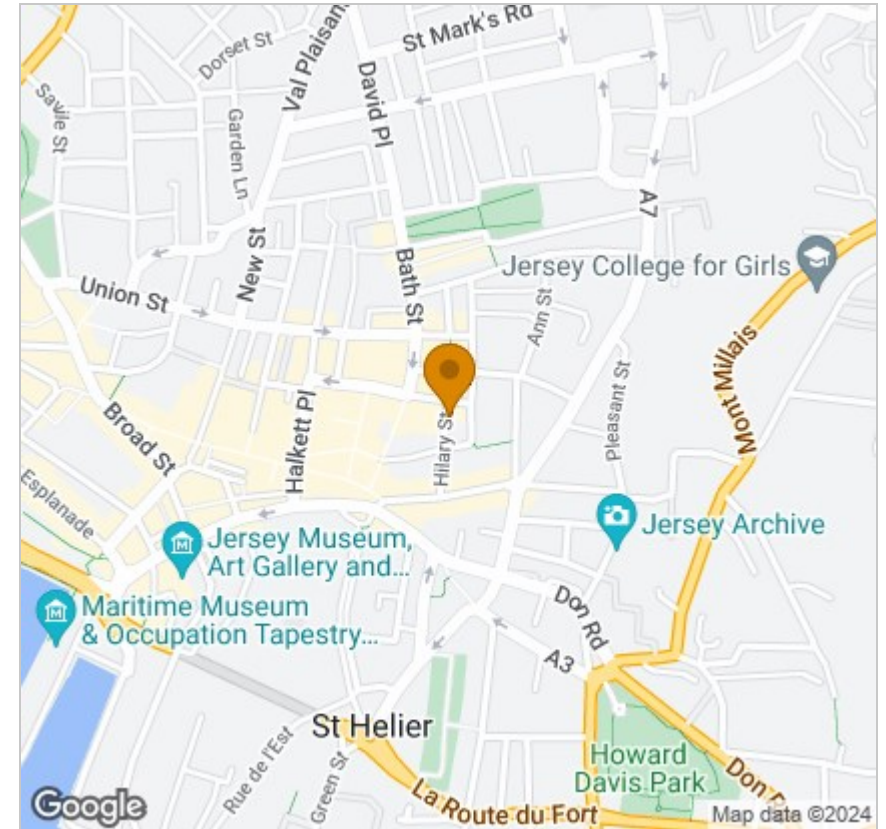 St Mark's Rd
Dorset St
Val Plaisan
David Pl
Savile St
Garden Ln
A7
New St
Bath St
Jersey College for Girls
Union St
Ann St
Mont Millais
Halkett Pl
Pleasant St
Broad St
Hilary St
Esplanade
Jersey Museum,
Art Gallery and...
Jersey Archive
Maritime Museum
& Occupation Tapestry...
Don Rd
A3
St Helier
Rue de l'Est
Green St
Howard
Davis Park
Don R
La Route du Fort
Google
Map data ©2024